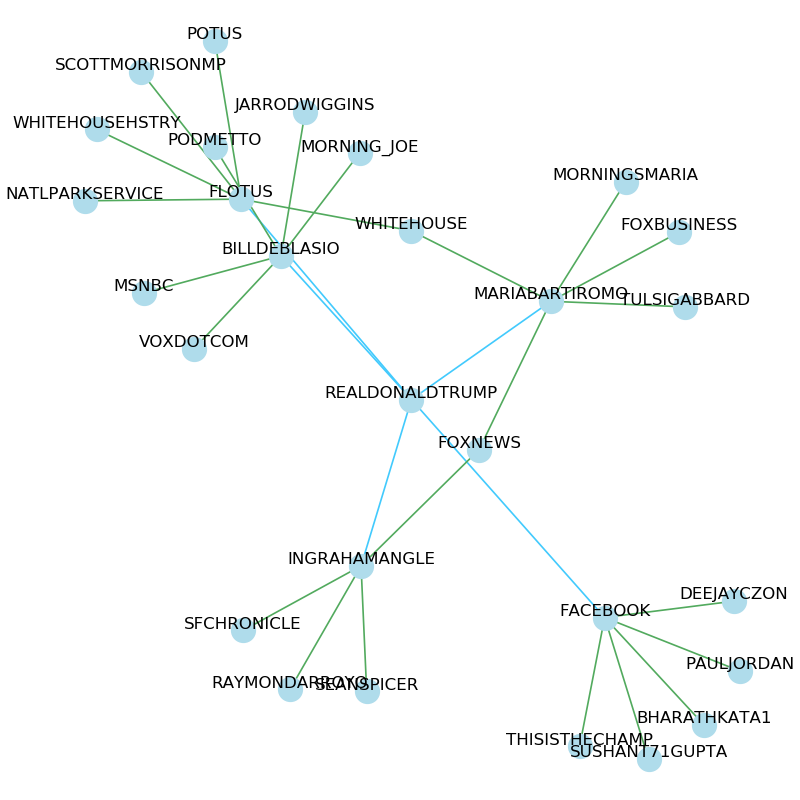 POTUS
SCOTTMORRISONMP
JARRODWIGGINS
WHITEHOUSEHSTRY
PODMETTO
MORNING_JOE
MORNINGSMARIA
NATLPARKSERVICE
FLOTUS
WHITEHOUSE
FOXBUSINESS
BILLDEBLASIO
MSNBC
MARIABARTIROMO
TULSIGABBARD
VOXDOTCOM
REALDONALDTRUMP
FOXNEWS
INGRAHAMANGLE
DEEJAYCZON
FACEBOOK
SFCHRONICLE
PAULJORDAN
RAYMONDARROYO
SEANSPICER
BHARATHKATA1
THISISTHECHAMP
SUSHANT71GUPTA